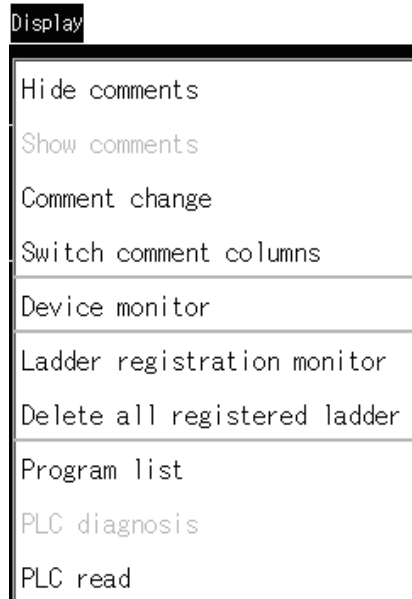 Display
Hide comments
Show comments
Comment change
Switch comment columns
Device monitor
Ladder registration monitor
Delete all registered ladder
Program list
PLC diagnosis
PLC read